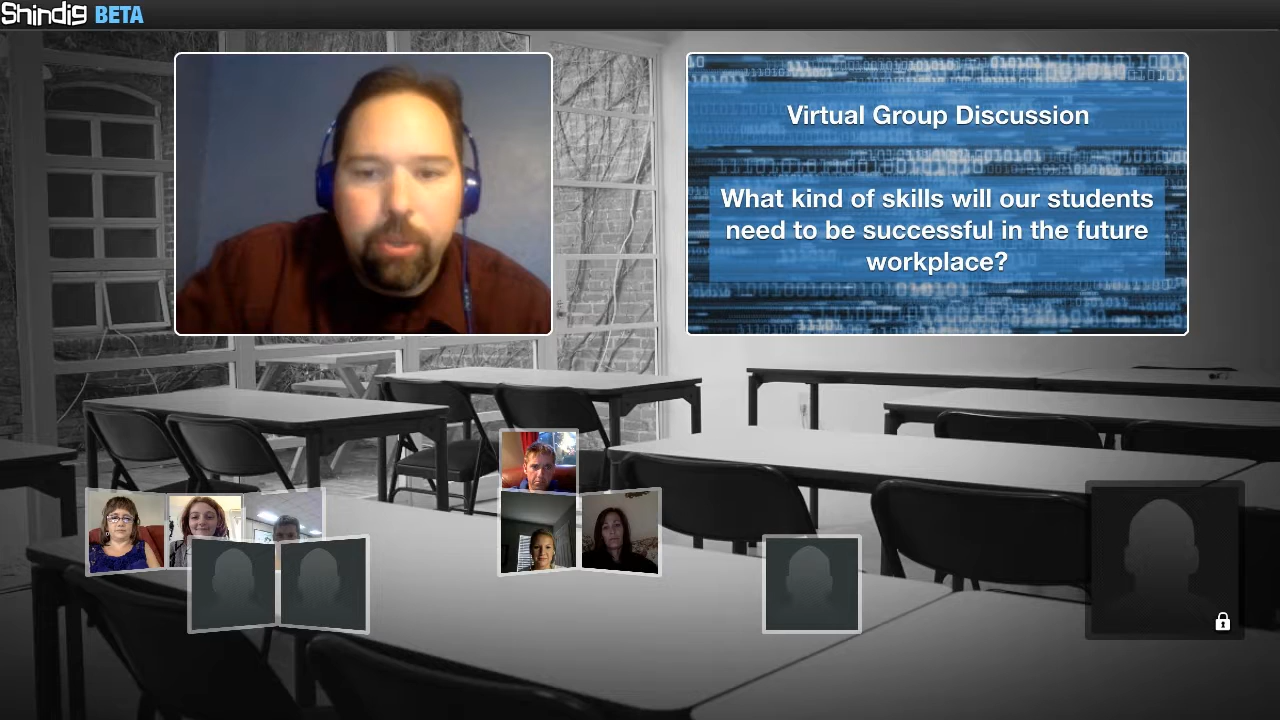 Shindig BETA
Virtual Group Discussion
What kind of skills will our students
need to be successful in the future
workplace?